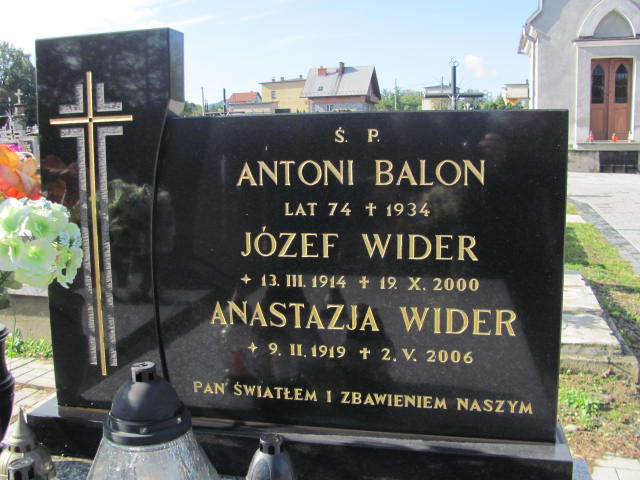 Ś. P.
ANTONI BALON
LAT 74 ✝ 1934
JÓZEF WIDER
✦ 13. III. 1914 ✝ 19. X. 2000
ANASTAZJA WIDER
✦ 9. II. 1919 ✝ 2. V. 2006
PAN ŚWIATŁEM I ZBAWIENIEM NASZYM